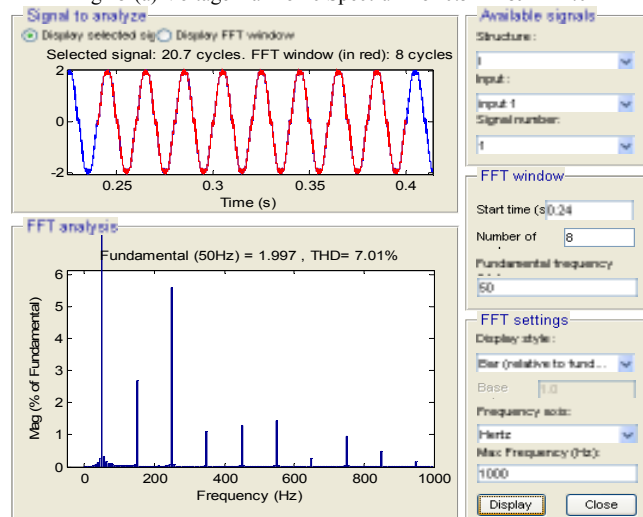 Signal to analyze
Display selected sig Display FFT window
Selected signal: 20.7 cycles. FFT window (in red): 8 cycles
2
0
-2
0.25 0.3 0.35 0.4
Time (s)
FFT analysis
Fundamental (50Hz) = 1.997 , THD= 7.01%
6
5
4
3
2
1
0
Mag (% of Fundamental)
0 200 400 600 800 1000
Frequency (Hz)
Available signals
Structure :
I
Input :
input 1
Signal number:
1
FFT window
Start time (s 0.24
Number of 8
Fundamental frequency
50
FFT settings
Display style :
Bar (relative to fund...
Base 1.0
Frequency axis:
Hertz
Max Frequency (Hz):
1000
Display Close